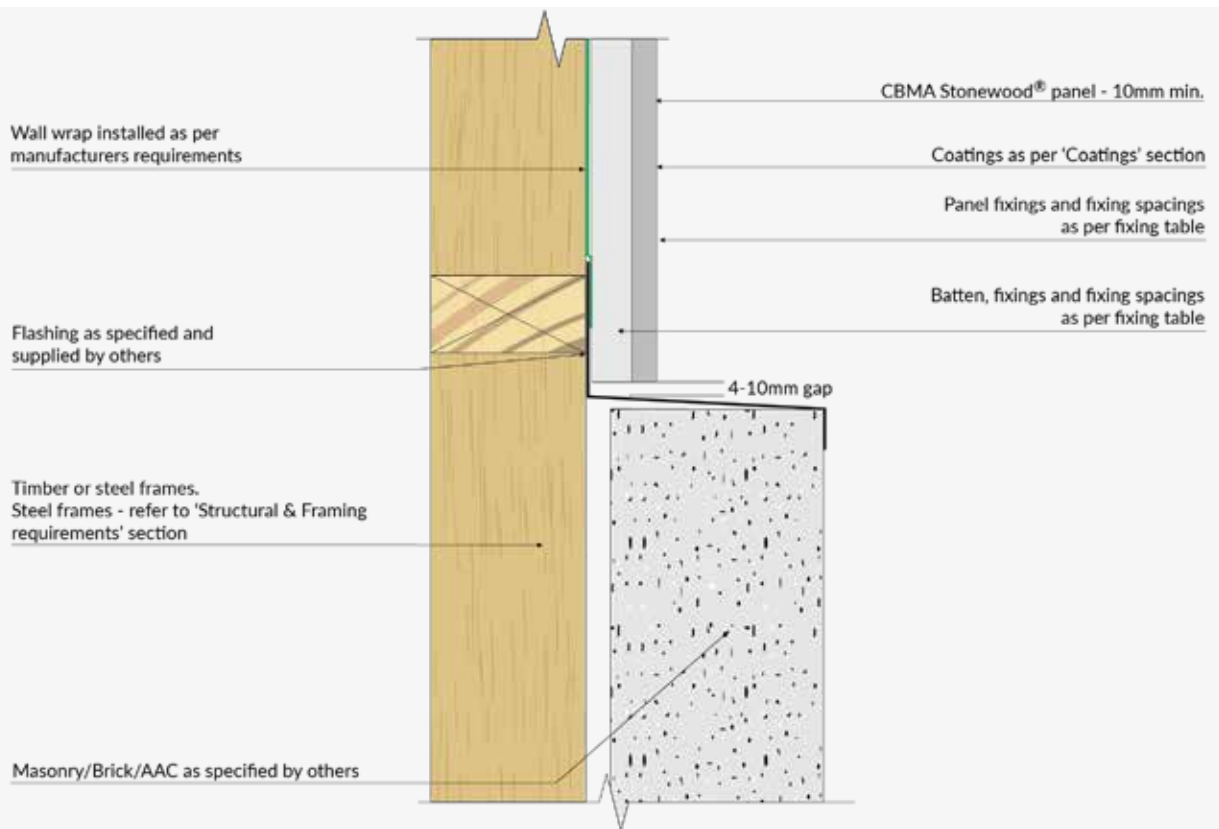 Wall wrap installed as per
manufacturers requirements
Flashing as specified and
supplied by others
Timber or steel frames.
Steel frames - refer to 'Structural & Framing
requirements' section
Masonry/Brick/AAC as specified by others
CBMA Stonewood® panel - 10mm min.
Coatings as per 'Coatings' section
Panel fixings and fixing spacings
as per fixing table
Batten, fixings and fixing spacings
as per fixing table
4-10mm gap